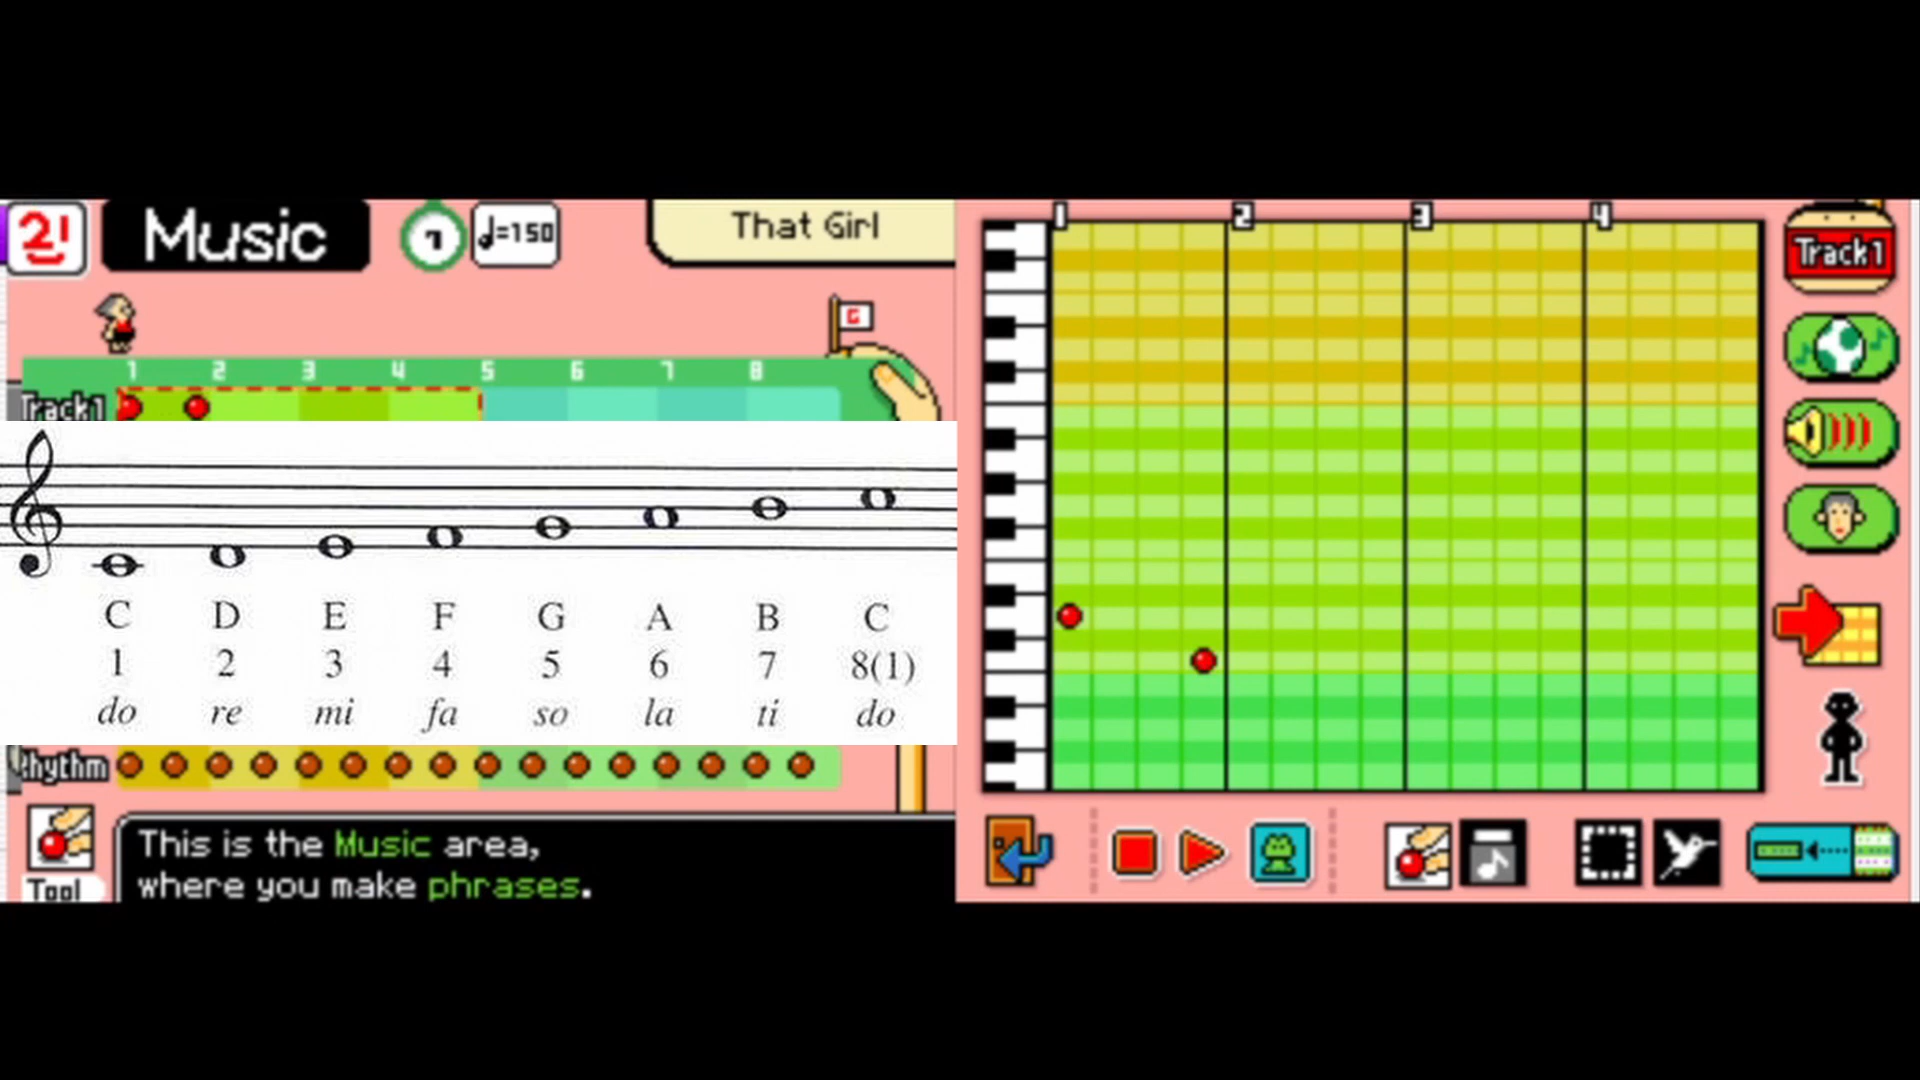 21
Music
1
♩=150
That Girl
G
1 2 3 4 5 6 7 8
Track1
C D E F G A B C
1 2 3 4 5 6 7 8(1)
do re mi fa so la ti do
Rhythm
Tool
This is the Music area,
where you make phrases.
1 2 3 4
Track1